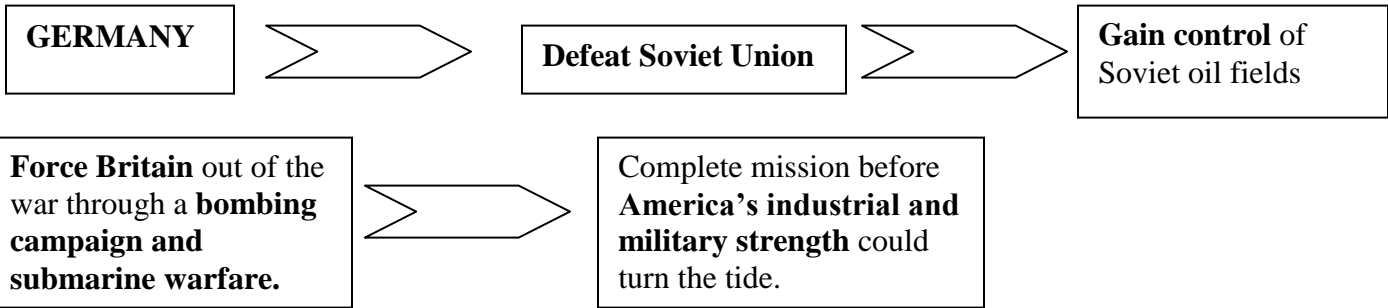 GERMANY
Defeat Soviet Union
Gain control of
Soviet oil fields
Force Britain out of the
war through a bombing
campaign and
submarine warfare.
Complete mission before
America's industrial and
military strength could
turn the tide.